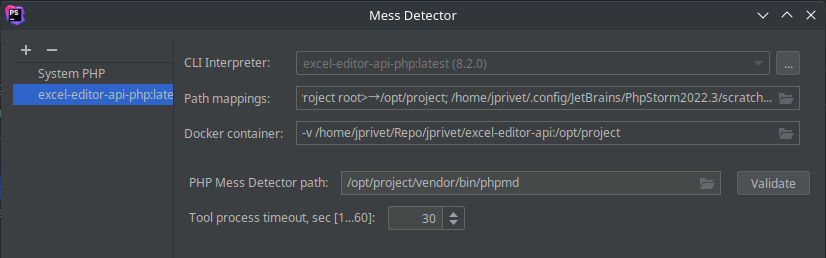 PS
Mess Detector
System PHP
excel-editor-api-php:late
CLI Interpreter:
excel-editor-api-php:latest (8.2.0)
...
Path mappings:
roject root>→/opt/project; /home/jprivet/.config/JetBrains/PhpStorm2022.3/scratch...
Docker container:
-v /home/jprivet/Repo/jprivet/excel-editor-api:/opt/project
PHP Mess Detector path:
/opt/project/vendor/bin/phpmd
Validate
Tool process timeout, sec [1...60]:
30